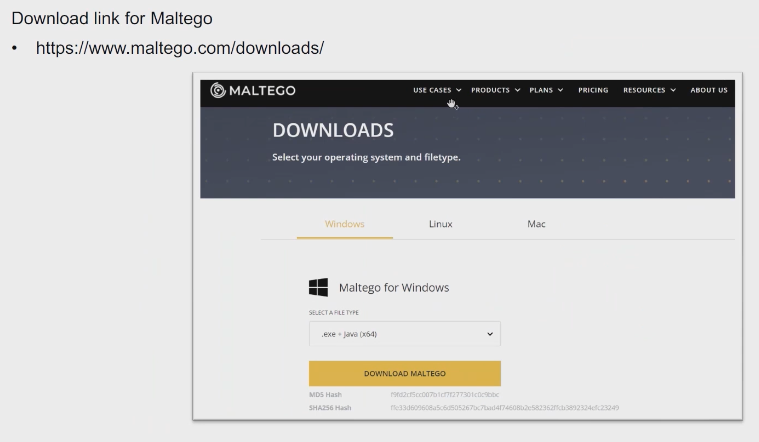 Download link for Maltego
• https://www.maltego.com/downloads/
MALTEGO USE CASES PRODUCTS PLANS PRICING RESOURCES ABOUT US
DOWNLOADS
Select your operating system and filetype.
Windows Linux Mac
Maltego for Windows
SELECT A FILE TYPE
.exe + Java (x64)
DOWNLOAD MALTEGO
MD5 Hash
SHA256 Hash